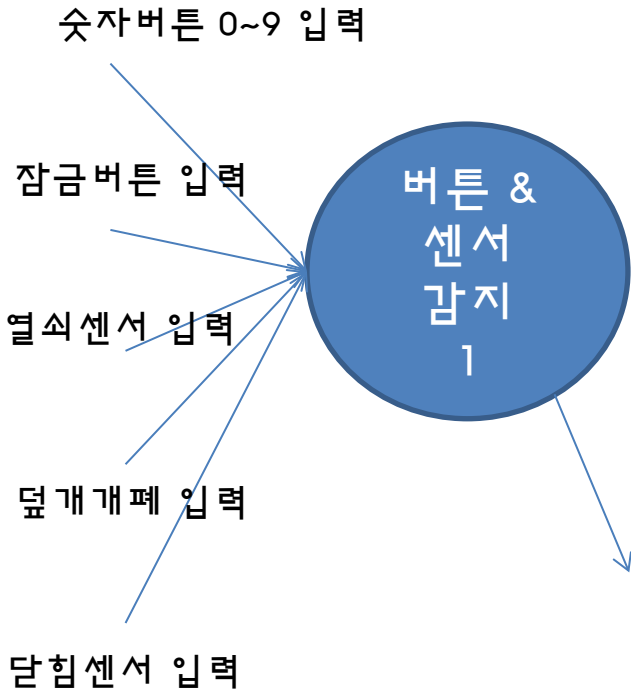 숫자버튼 0~9 입력
잠금버튼 입력
열쇠센서 입력
덮개개폐 입력
닫힘센서 입력
버튼 &
센서
감지
1